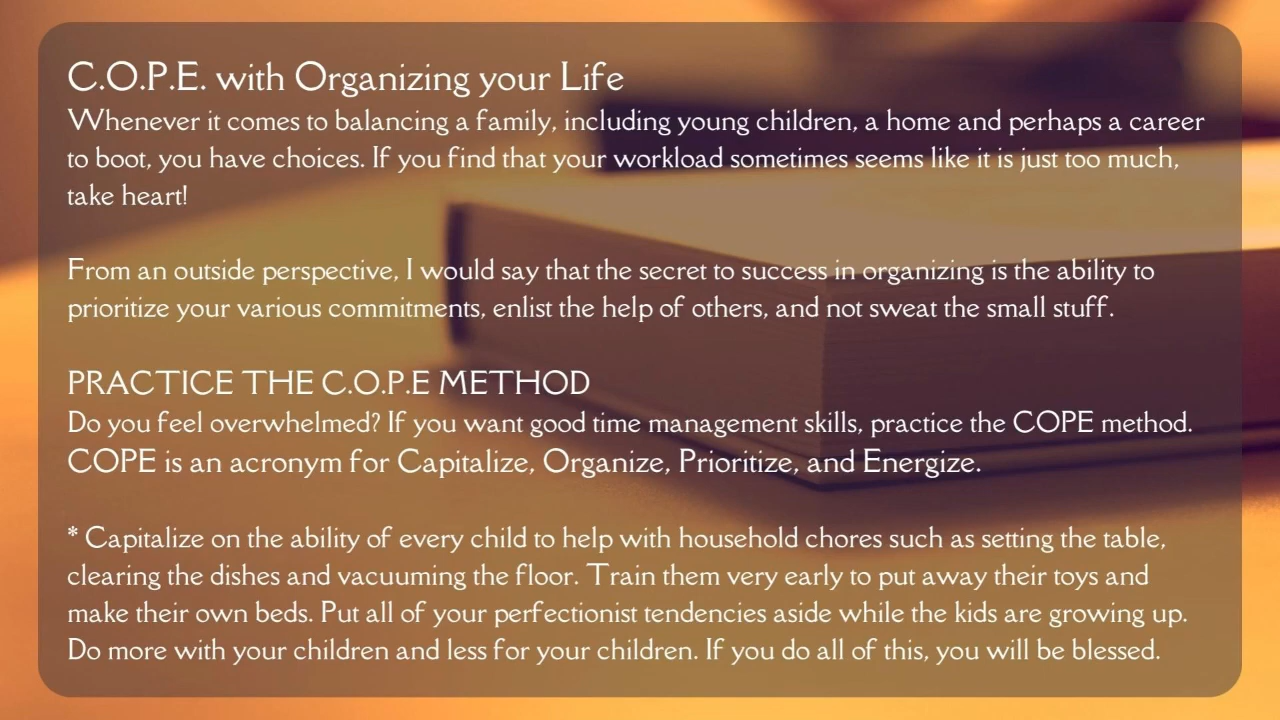 C.O.P.E. with Organizing your Life
Whenever it comes to balancing a family, including young children, a home and perhaps a career
to boot, you have choices. If you find that your workload sometimes seems like it is just too much,
take heart!
From an outside perspective, I would say that the secret to success in organizing is the ability to
prioritize your various commitments, enlist the help of others, and not sweat the small stuff.
PRACTICE THE C.O.P.E METHOD
Do you feel overwhelmed? If you want good time management skills, practice the COPE method.
COPE is an acronym for Capitalize, Organize, Prioritize, and Energize.
* Capitalize on the ability of every child to help with household chores such as setting the table,
clearing the dishes and vacuuming the floor. Train them very early to put away their toys and
make their own beds. Put all of your perfectionist tendencies aside while the kids are growing up.
Do more with your children and less for your children. If you do all of this, you will be blessed.